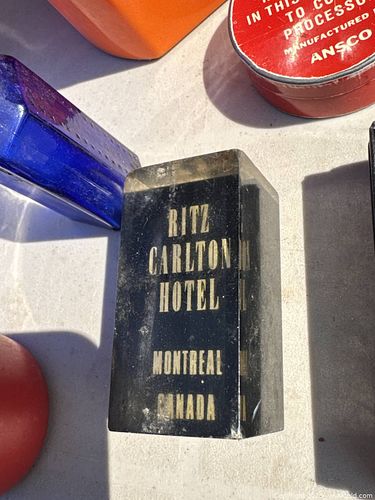 IN THIS
TO CO
PROCESSO
MANUFACTURED
ANSCO
RITZ
CARLTON
HOTEL
MONTREAL
CANADA